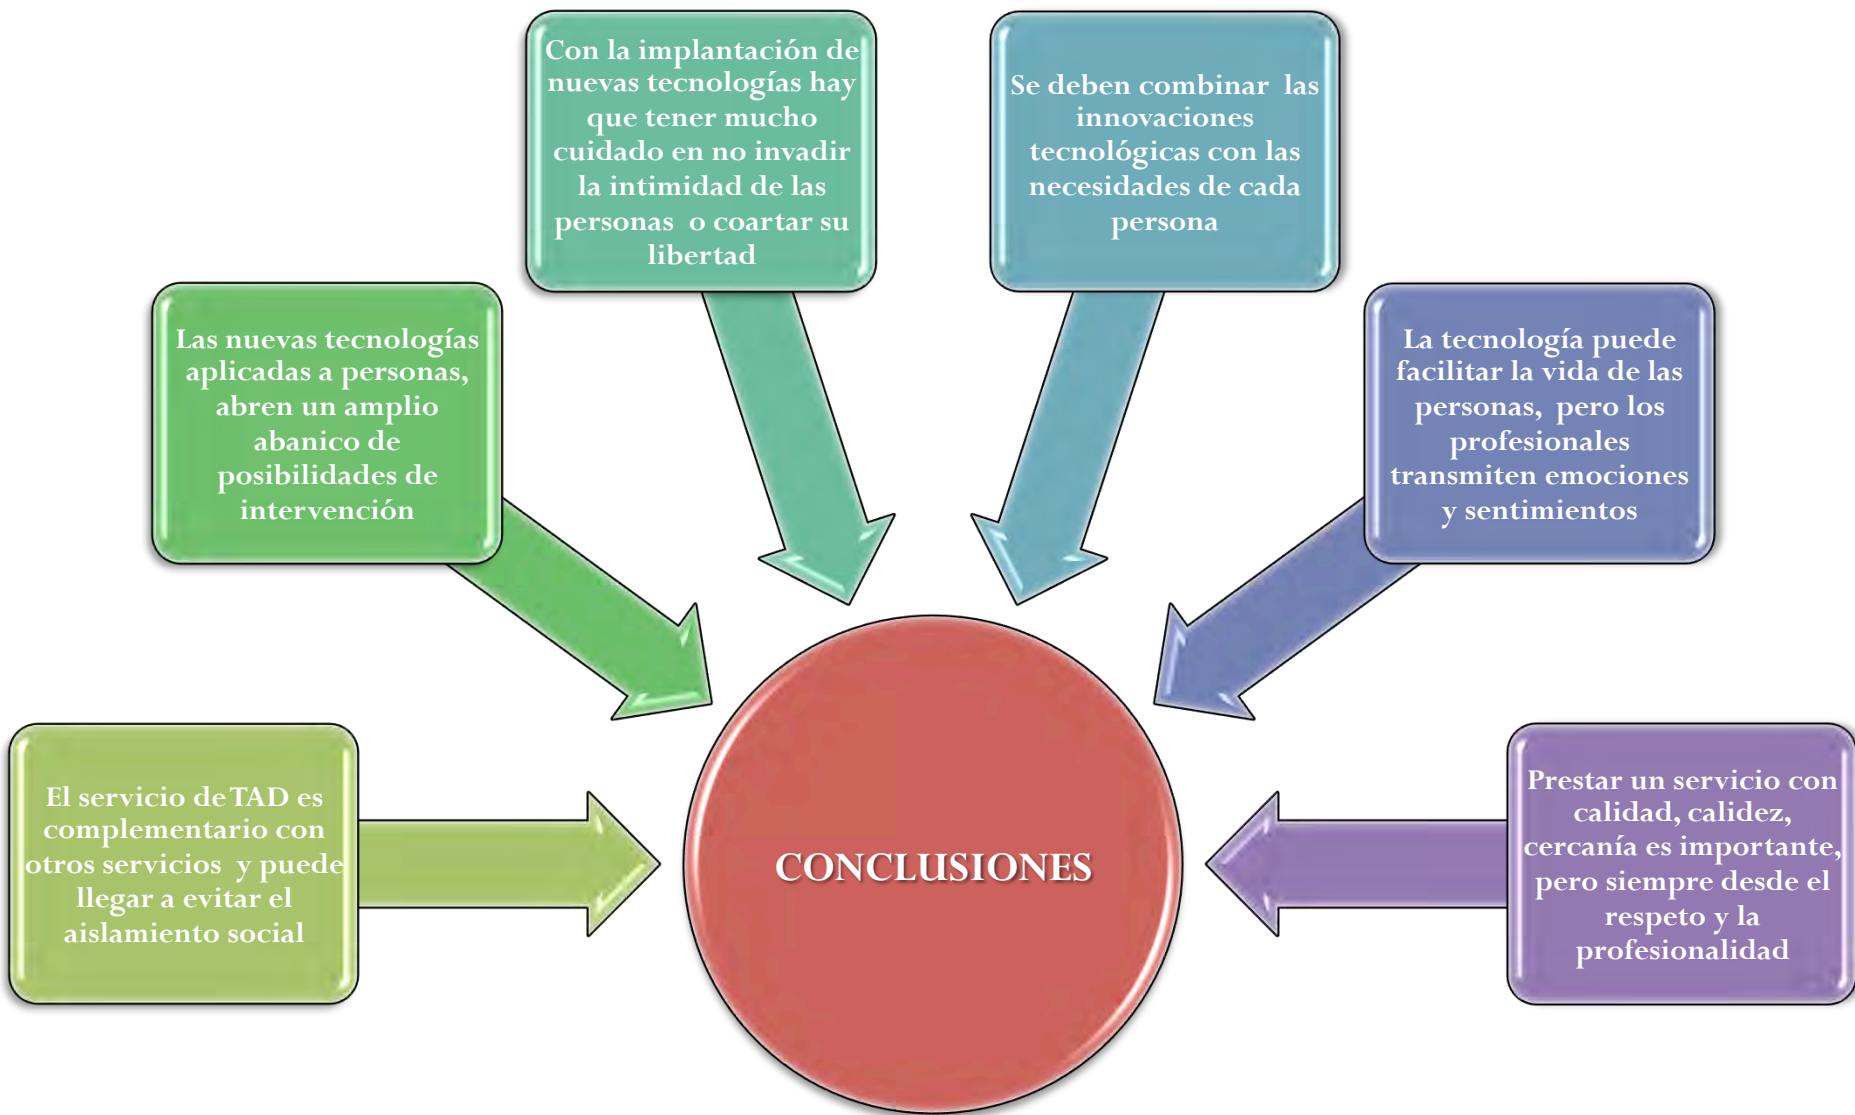 Con la implantación de
nuevas tecnologías hay
que tener mucho
cuidado en no invadir
la intimidad de las
personas o coartar su
libertad
Se deben combinar las
innovaciones
tecnológicas con las
necesidades de cada
persona
Las nuevas tecnologías
aplicadas a personas,
abren un amplio
abanico de
posibilidades de
intervención
La tecnología puede
facilitar la vida de las
personas, pero los
profesionales
transmiten emociones
y sentimientos
El servicio de TAD es
complementario con
otros servicios y puede
llegar a evitar el
aislamiento social
CONCLUSIONES
Prestar un servicio con
calidad, calidez,
cercanía es importante,
pero siempre desde el
respeto y la
profesionalidad